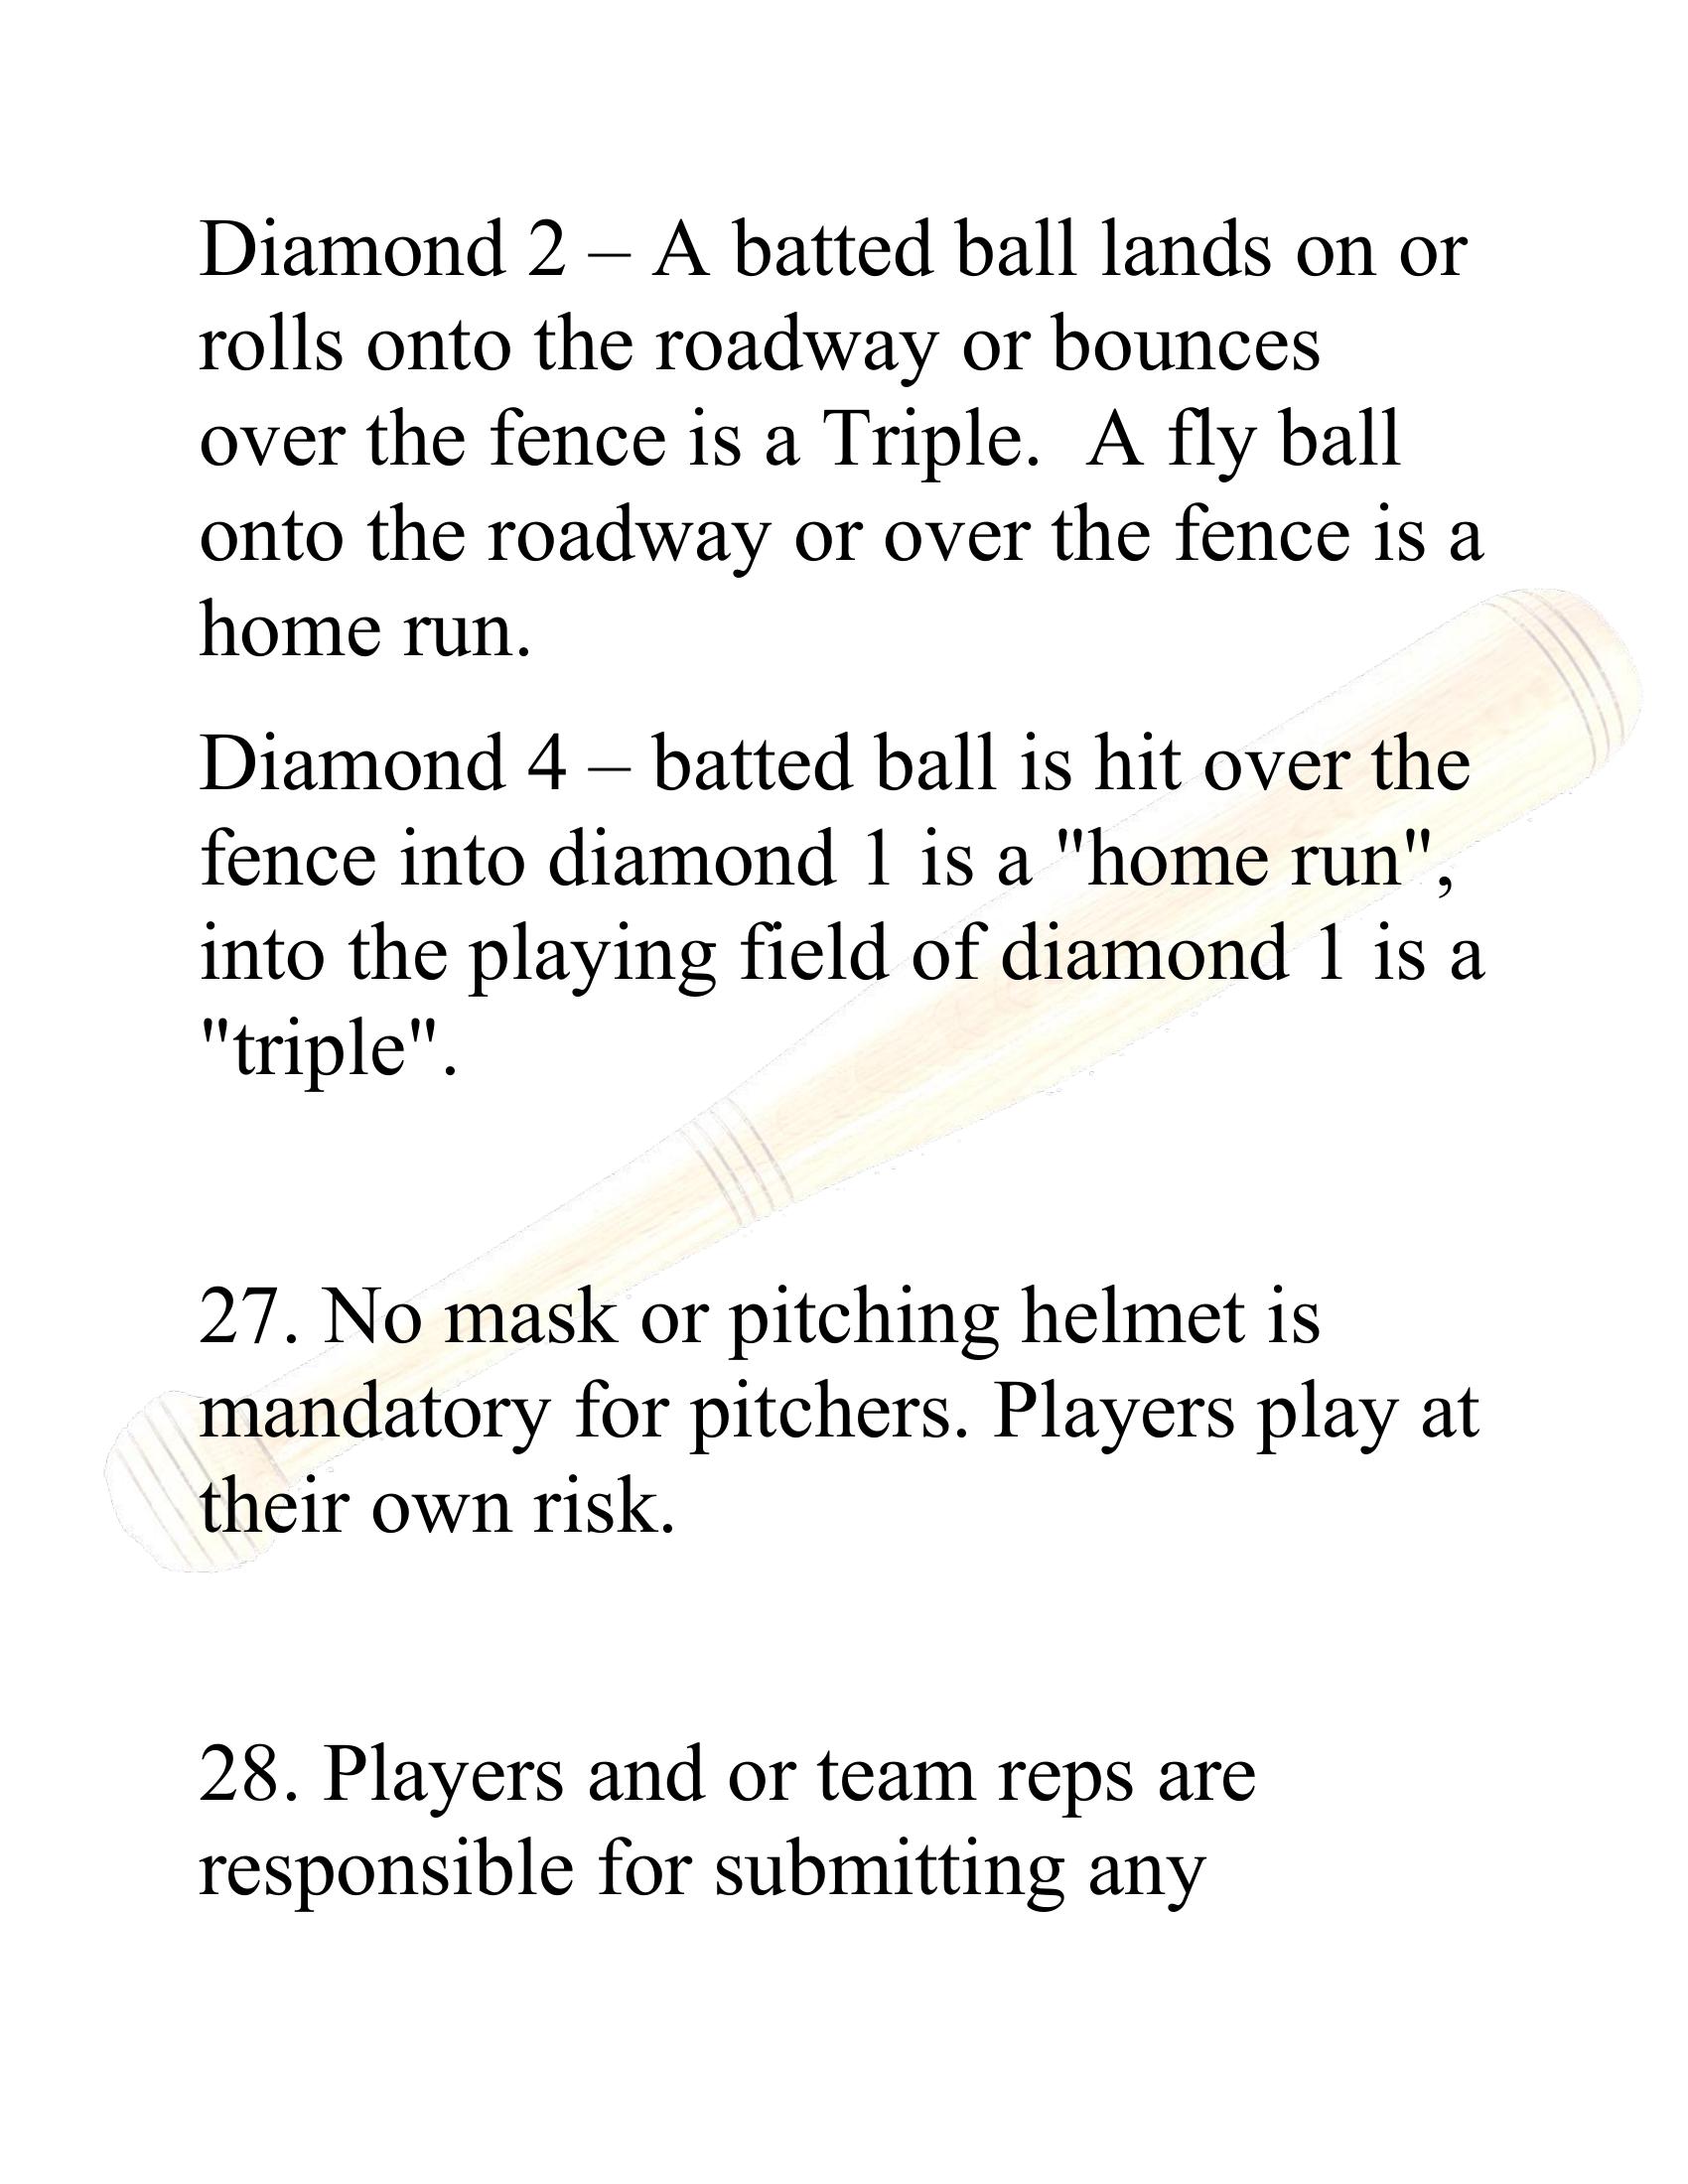 Diamond 2 – A batted ball lands on or
rolls onto the roadway or bounces
over the fence is a Triple.  A fly ball
onto the roadway or over the fence is a
home run.
Diamond 4 – batted ball is hit over the
fence into diamond 1 is a "home run",
into the playing field of diamond 1 is a
"triple".
27. No mask or pitching helmet is
mandatory for pitchers. Players play at
their own risk.
28. Players and or team reps are
responsible for submitting any